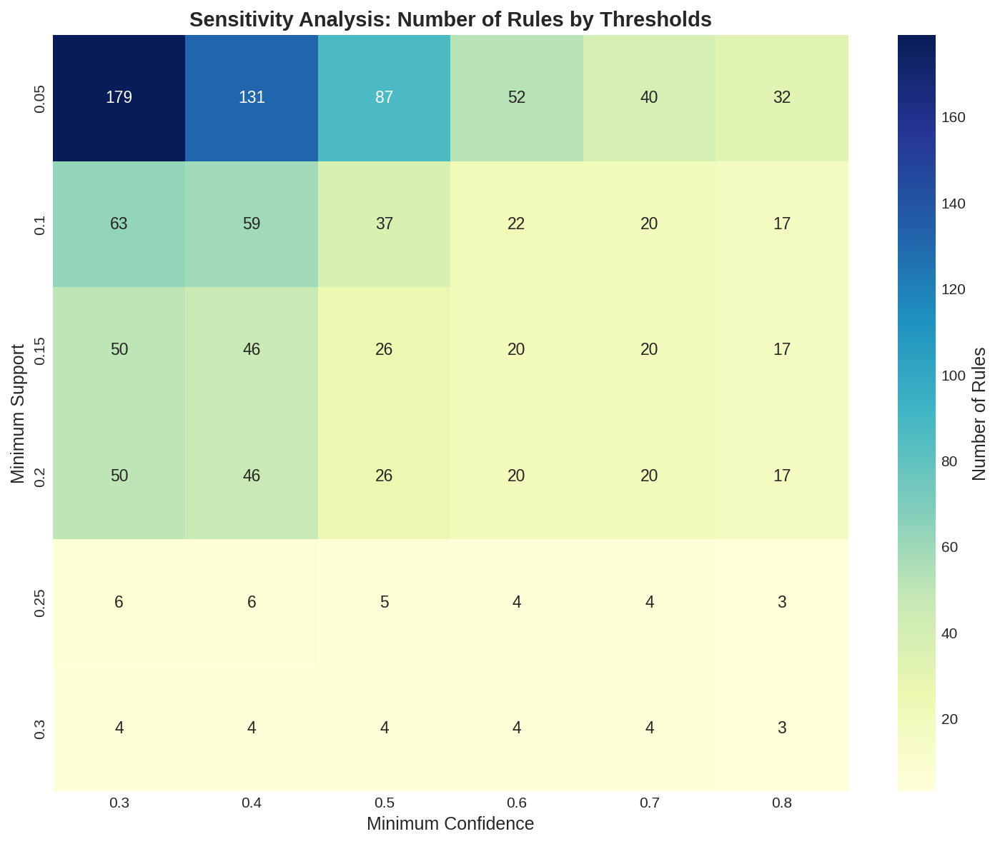 Sensitivity Analysis: Number of Rules by Thresholds
0.05 179 131 87 52 40 32
0.1 63 59 37 22 20 17
0.15 50 46 26 20 20 17
0.2 50 46 26 20 20 17
0.25 6 6 5 4 4 3
0.3 4 4 4 4 4 3
0.3 0.4 0.5 0.6 0.7 0.8
Minimum Confidence
Minimum Support
160
140
120
100
80
60
40
20
Number of Rules